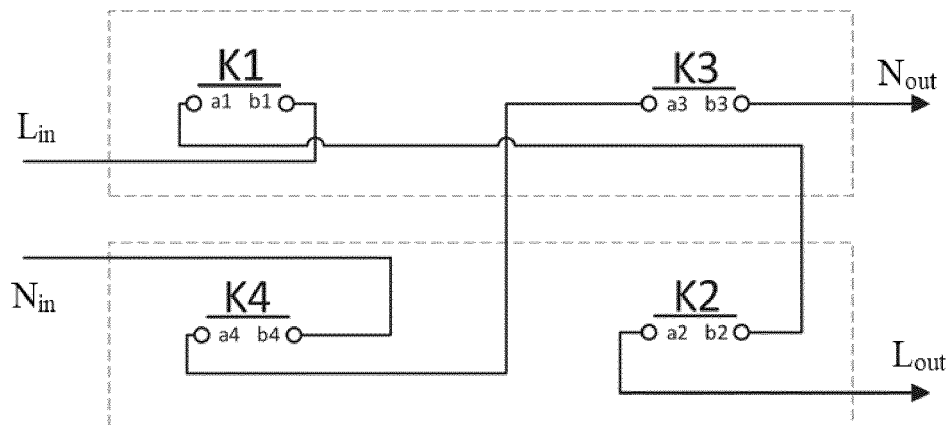 K1
a1 b1
K3
a3 b3
Nout
Lin
Nin
K4
a4 b4
K2
a2 b2
Lout